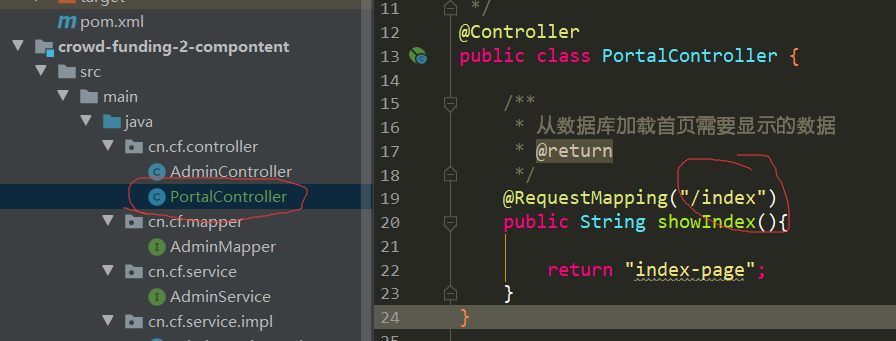 target
pom.xml
crowd-funding-2-compontent
src
main
java
cn.cf.controller
AdminController
PortalController
cn.cf.mapper
AdminMapper
cn.cf.service
AdminService
cn.cf.service.impl
11 */
12 @Controller
13 public class PortalController {
14
15 /**
16 * 从数据库加载首页需要显示的数据
17 * @return
18 */
19 @RequestMapping("/index")
20 public String showIndex(){
21
22 return "index-page";
23 }
24 }